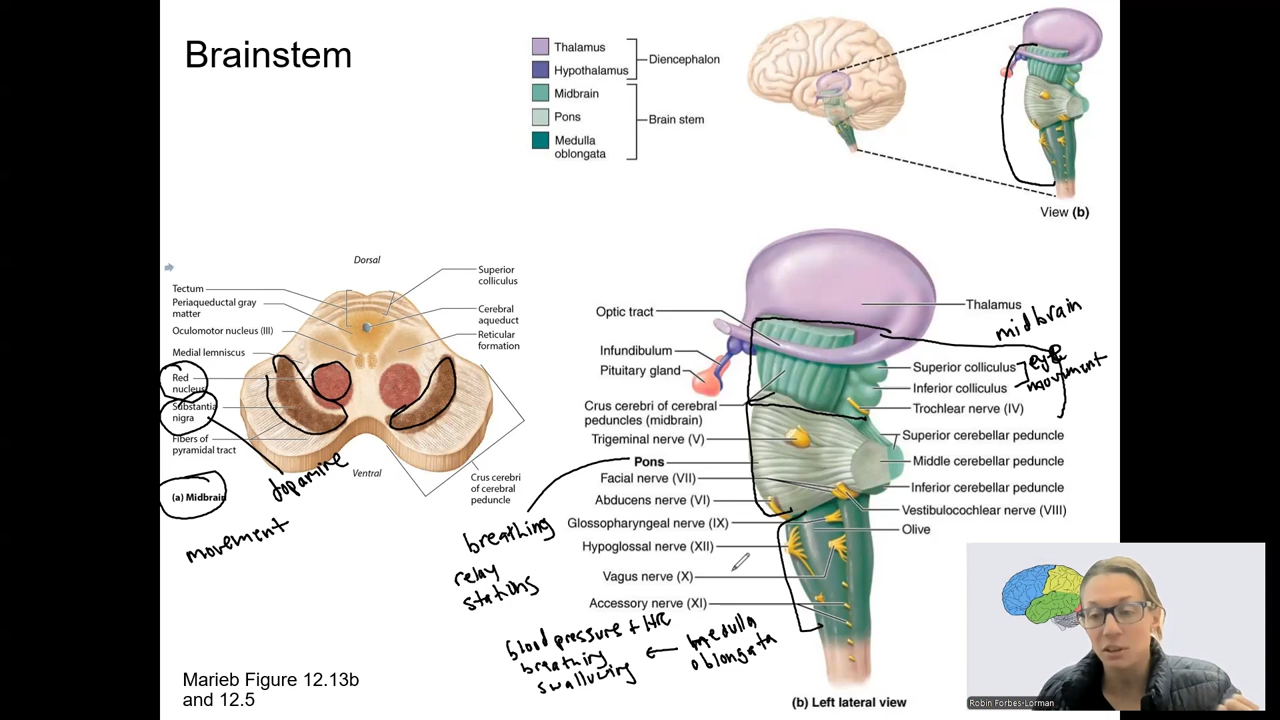 Brainstem
Thalamus
Hypothalamus
Diencephalon
Midbrain
Pons
Medulla
oblongata
Brain stem
View (b)
Dorsal
Tectum
Periaqueductal gray
matter
Oculomotor nucleus (III)
Medial lemniscus
Red
nucleus
Substantia
nigra
Fibers of
pyramidal tract
(a) Midbrain
Superior
colliculus
Cerebral
aqueduct
Reticular
formation
Ventral
Crus cerebri
of cerebral
peduncle
dopamine
movement
Optic tract
Infundibulum
Pituitary gland
Crus cerebri of cerebral
peduncles (midbrain)
Trigeminal nerve (V)
Pons
Facial nerve (VII)
Abducens nerve (VI)
Glossopharyngeal nerve (IX)
Hypoglossal nerve (XII)
Vagus nerve (X)
Accessory nerve (XI)
Thalamus
midbrain
Superior colliculus
Inferior colliculus
eye
movement
Trochlear nerve (IV)
Superior cerebellar peduncle
Middle cerebellar peduncle
Inferior cerebellar peduncle
Vestibulocochlear nerve (VIII)
Olive
breathing
relay
stations
blood pressure + HR
breathing
swallowing
medulla
oblongata
(b) Left lateral view
Marieb Figure 12.13b
and 12.5
Robin Forbes-Lorman